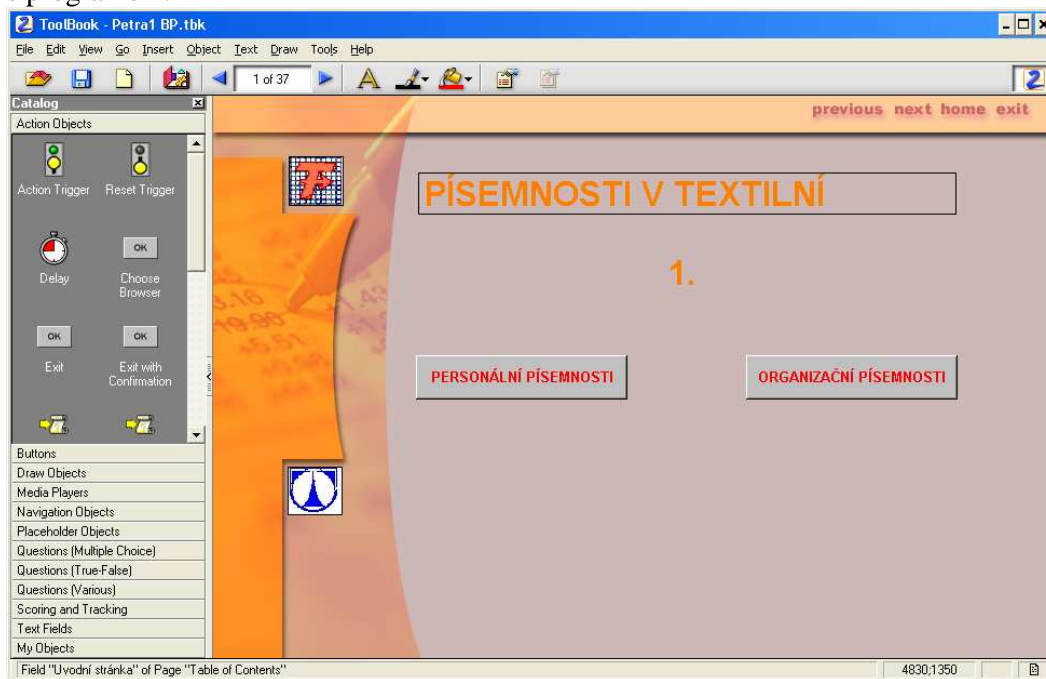 ToolBook - Petra1 BP.tbk
File Edit View Go Insert Object Text Draw Tools Help
1 of 37
Catalog
Action Objects
Action Trigger Reset Trigger
Delay Choose Browser
Exit Exit with Confirmation
Buttons
Draw Objects
Media Players
Navigation Objects
Placeholder Objects
Questions (Multiple Choice)
Questions (True-False)
Questions (Various)
Scoring and Tracking
Text Fields
My Objects
previous next home exit
PÍSEMNOSTI V TEXTILNÍ
1.
PERSONÁLNÍ PÍSEMNOSTI ORGANIZAČNÍ PÍSEMNOSTI
Field "Uvodní stránka" of Page "Table of Contents" 4830;1350